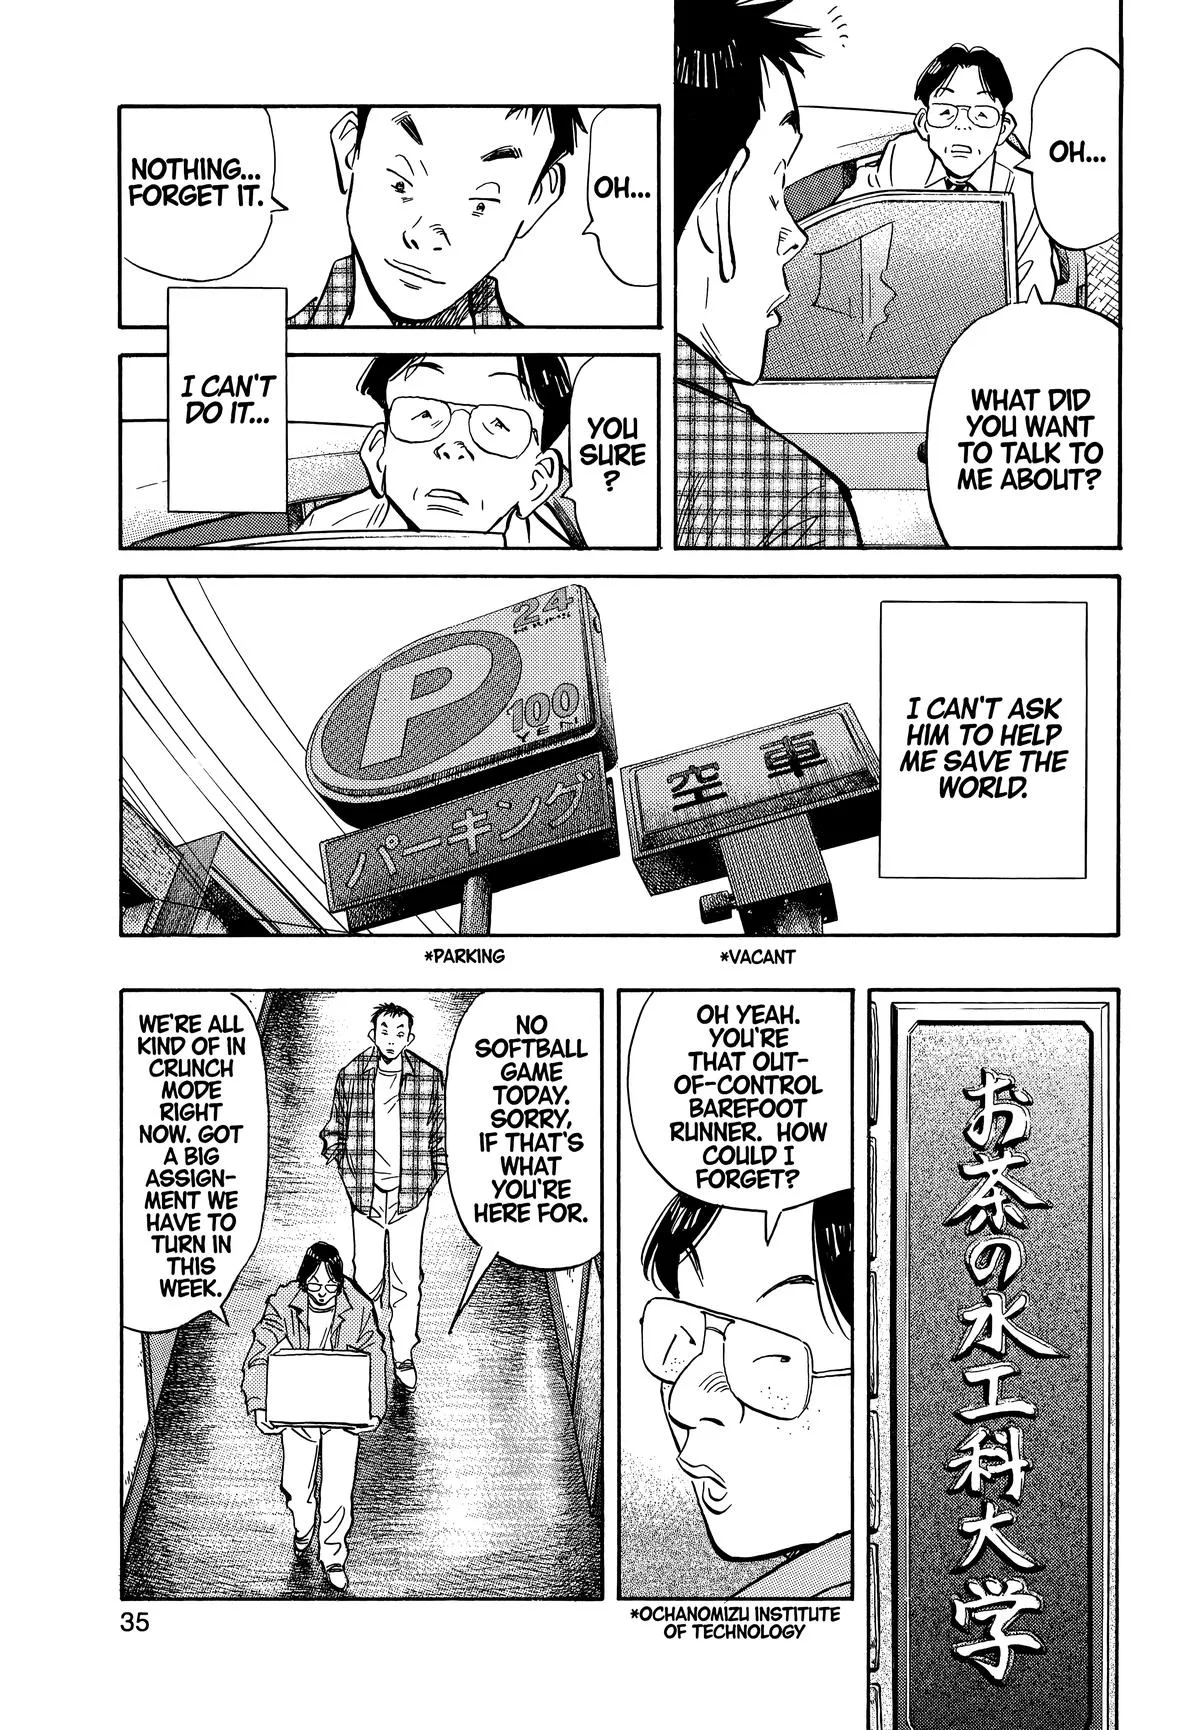 OH...
WHAT DID
YOU WANT
TO TALK TO
ME ABOUT?
OH...
NOTHING...
FORGET IT.
YOU
SURE
?
I CAN'T
DO IT...
24
HOURS
P
100
YEN
パーキング
空車
I CAN'T ASK
HIM TO HELP
ME SAVE THE
WORLD.
*PARKING
*VACANT
お茶の水工科大学
OH YEAH.
YOU'RE
THAT OUT-
OF-CONTROL
BAREFOOT
RUNNER. HOW
COULD I
FORGET?
*OCHANOMIZU INSTITUTE
OF TECHNOLOGY
NO
SOFTBALL
GAME
TODAY.
SORRY,
IF THAT'S
WHAT
YOU'RE
HERE FOR.
WE'RE ALL
KIND OF IN
CRUNCH
MODE
RIGHT
NOW. GOT
A BIG
ASSIGN-
MENT WE
HAVE TO
TURN IN
THIS
WEEK.
35